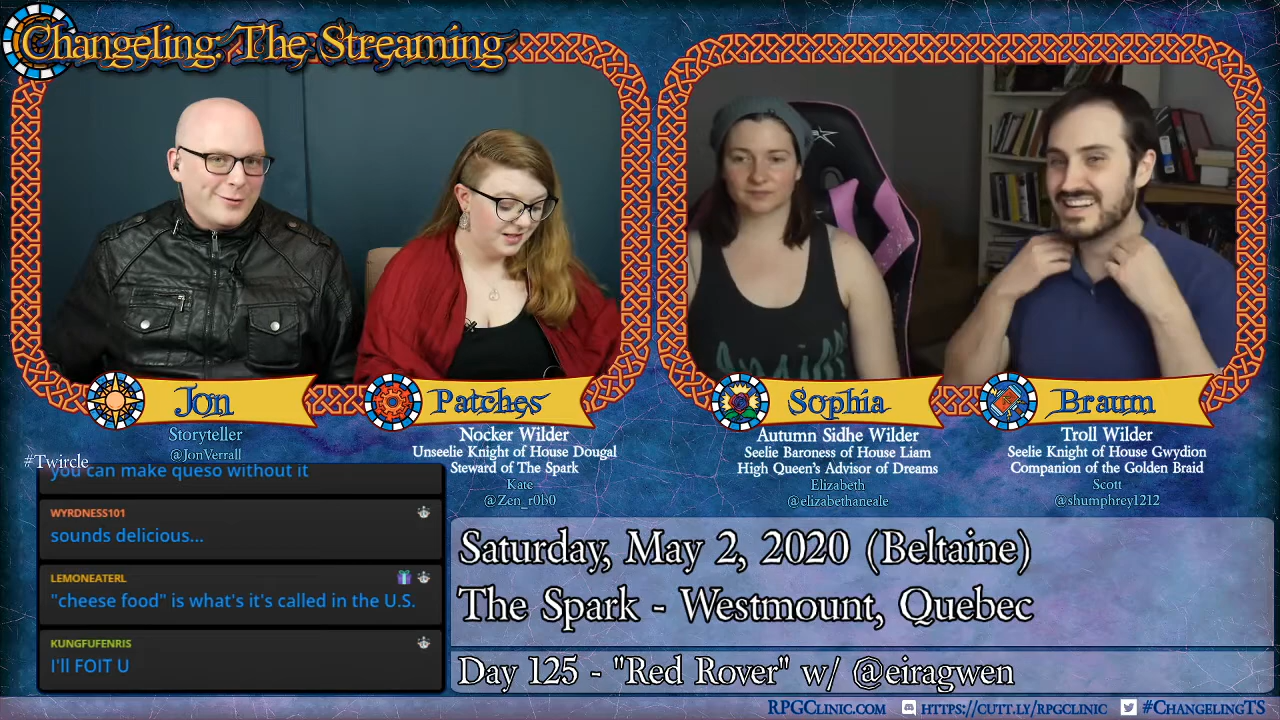 Changeling: The Streaming
Jon
Storyteller
@JonVerrall
Patches
Nocker Wilder
Unseelie Knight of House Dougal
Steward of The Spark
Kate
@Zen_r0b0
Sophia
Autumn Sidhe Wilder
Seelie Baroness of House Liam
High Queen's Advisor of Dreams
Elizabeth
@elizabethaneale
Braum
Troll Wilder
Seelie Knight of House Gwydion
Companion of the Golden Braid
Scott
@shumphrey1212
#Twircle
you can make queso without it
WYRDNESS101
sounds delicious...
LEMONEATERL
"cheese food" is what's it's called in the U.S.
KUNGFUFENRIS
I'll FOIT U
Saturday, May 2, 2020 (Beltaine)
The Spark - Westmount, Quebec
Day 125 - "Red Rover" w/ @eiragwen
RPGClinic.com https://cutt.ly/rpgclinic #ChangelingTS